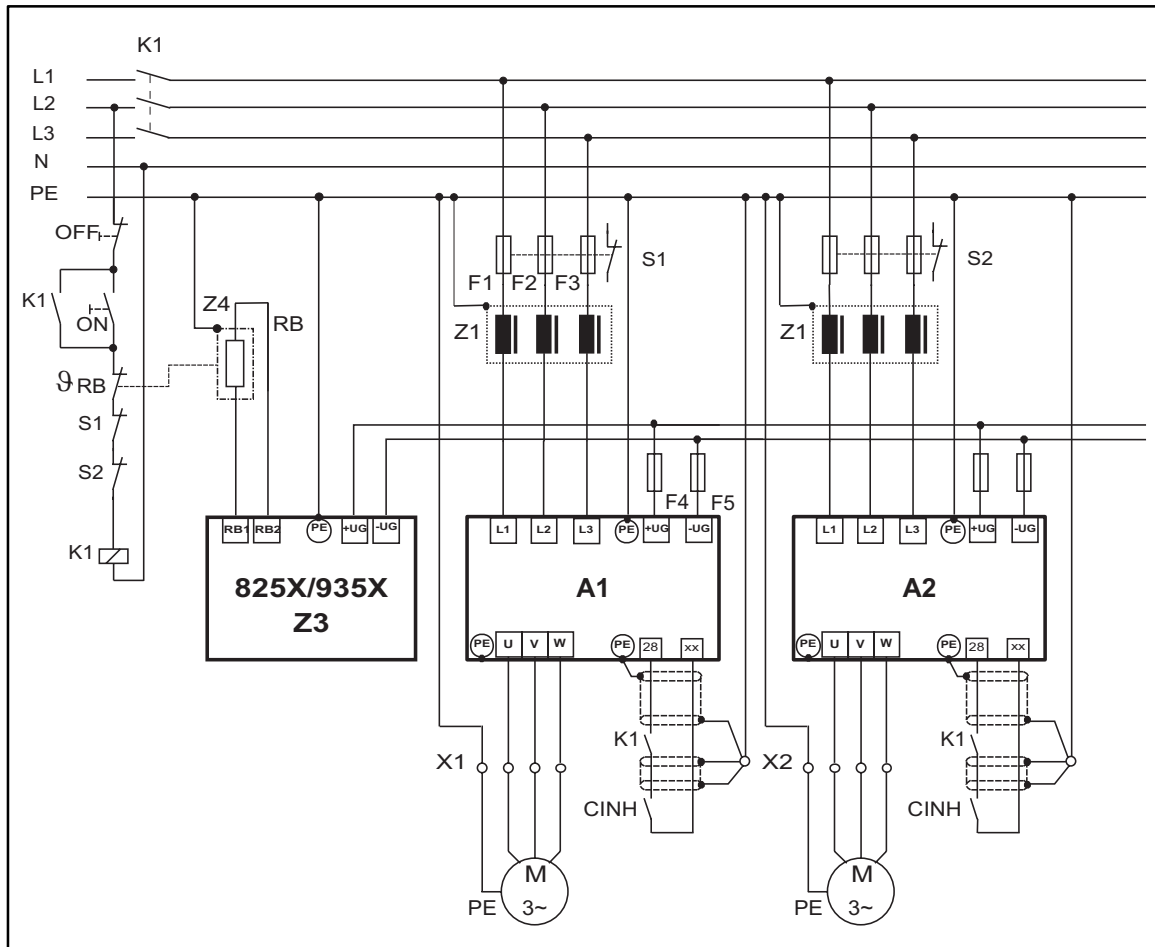 K1
L1
L2
L3
N
PE
OFF
S1
S2
F1 F2 F3
K1
ON
Z4
RB
Z1
Z1
ϑ RB
S1
S2
F4 F5
K1
RB1 RB2 PE +UG -UG
L1 L2 L3 PE +UG -UG
L1 L2 L3 PE +UG -UG
825X/935X
Z3
A1
A2
PE U V W PE 28 xx
PE U V W PE 28 xx
K1
K1
X1
X2
CINH
CINH
M
3~
PE
M
3~
PE